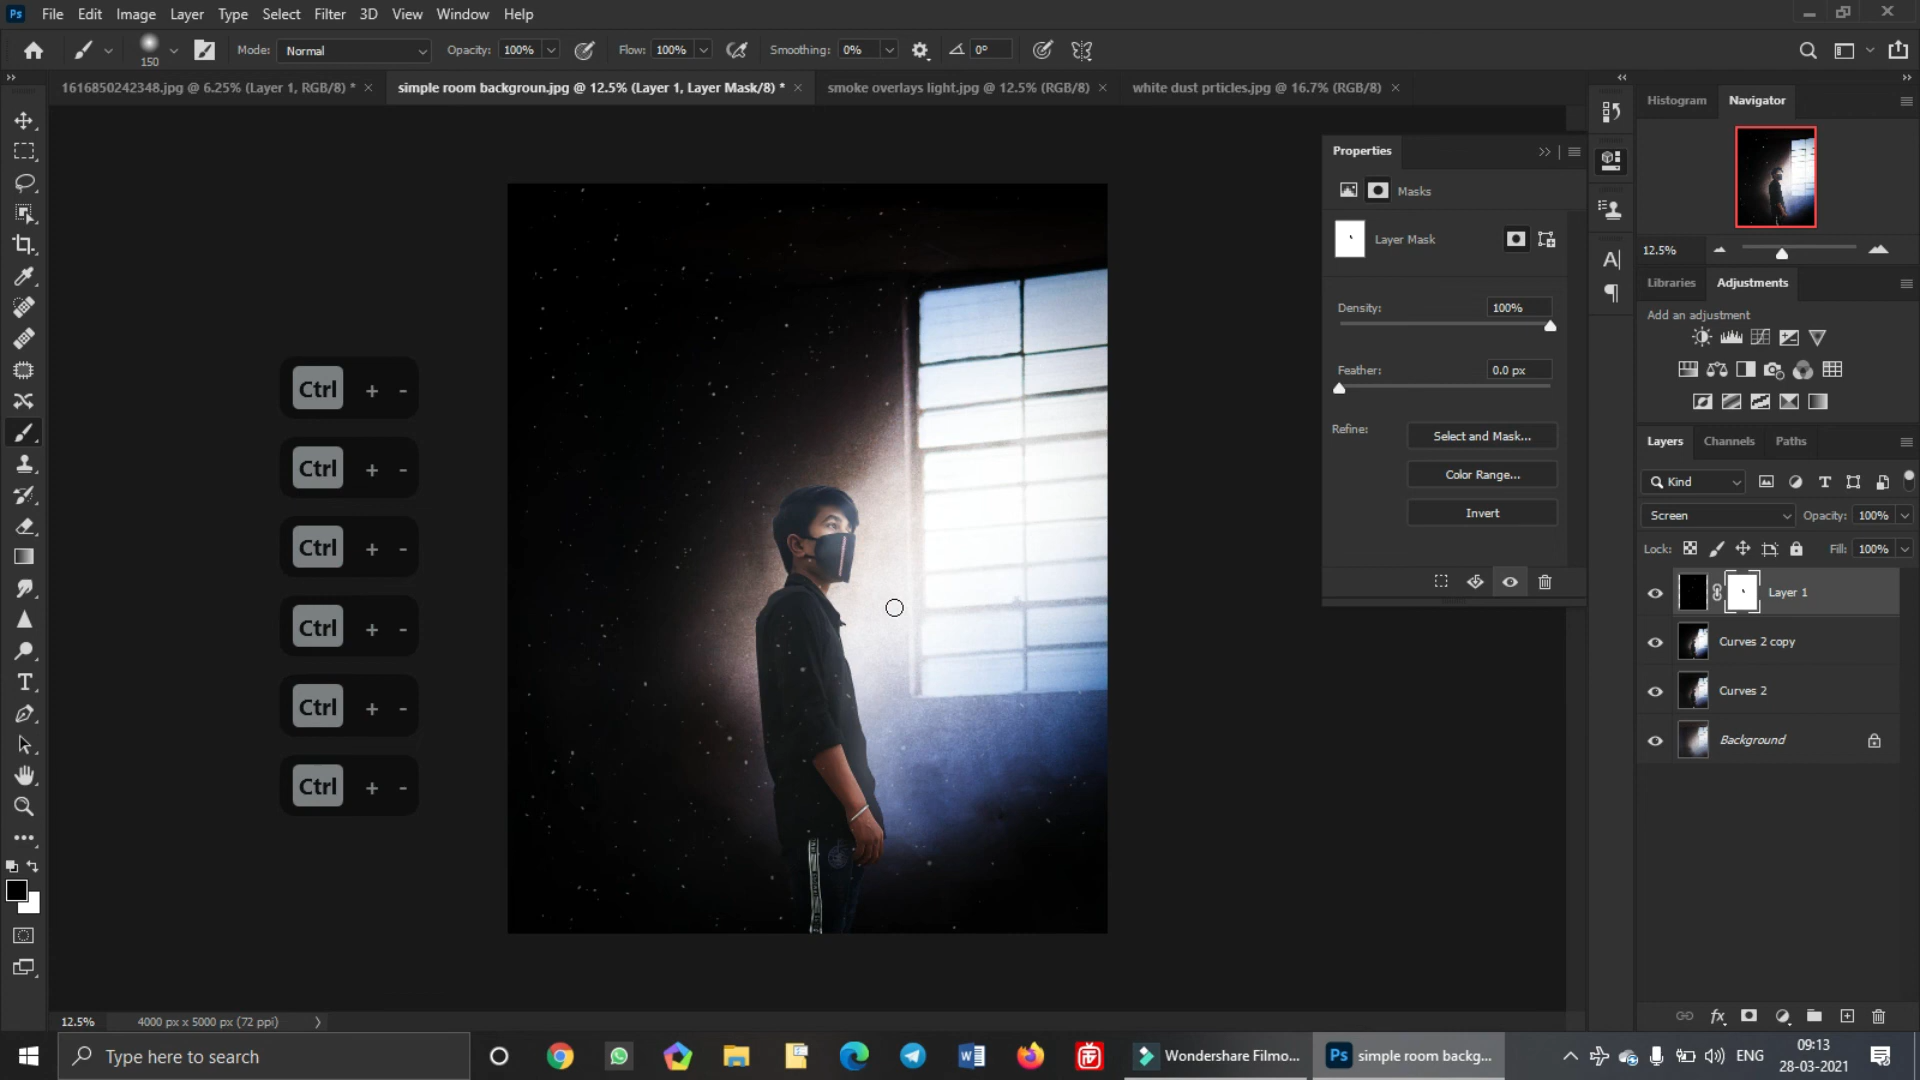 Ps File Edit Image Layer Type Select Filter 3D View Window Help
150 Mode: Normal Opacity: 100% Flow: 100% Smoothing: 0% 0°
1616850242348.jpg @ 6.25% (Layer 1, RGB/8) * simple room backgroun.jpg @ 12.5% (Layer 1, Layer Mask/8) * smoke overlays light.jpg @ 12.5% (RGB/8) white dust prticles.jpg @ 16.7% (RGB/8)
Histogram Navigator
12.5%
Libraries Adjustments
Add an adjustment
Properties
Masks
Layer Mask
Density: 100%
Feather: 0.0 px
Refine: Select and Mask...
Color Range...
Invert
Ctrl + -
Ctrl + -
Ctrl + -
Ctrl + -
Ctrl + -
Ctrl + -
Layers Channels Paths
Kind
Screen Opacity: 100%
Lock: Fill: 100%
Layer 1
Curves 2 copy
Curves 2
Background
12.5% 4000 px x 5000 px (72 ppi)
Type here to search
Wondershare Filmo...
Ps simple room backg...
ENG
09:13
28-03-2021